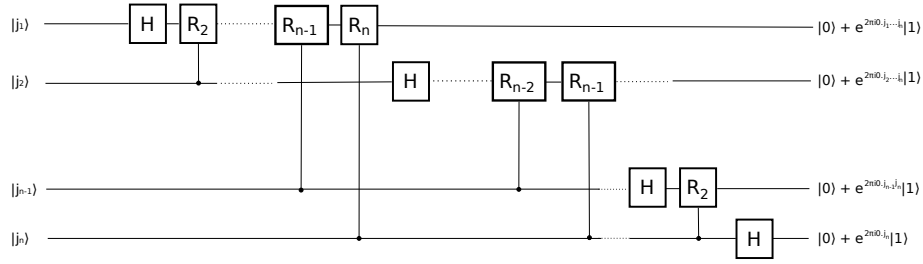 |j₁⟩ H R₂ Rₙ₋₁ Rₙ |0⟩ + e^{2πi0.j₁...jₙ}|1⟩
|j₂⟩ H Rₙ₋₂ Rₙ₋₁ |0⟩ + e^{2πi0.j₂...jₙ}|1⟩
|jₙ₋₁⟩ H R₂ |0⟩ + e^{2πi0.jₙ₋₁jₙ}|1⟩
|jₙ⟩ H |0⟩ + e^{2πi0.jₙ}|1⟩